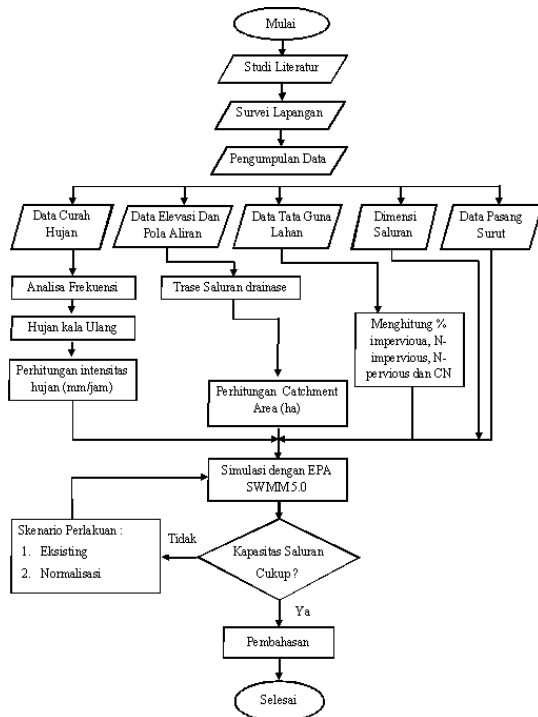 Mulai
Studi Literatur
Survei Lapangan
Pengumpulan Data
Data Curah
Hujan
Data Elevasi Dan
Pola Aliran
Data Tata Guna
Lahan
Dimensi
Saluran
Data Pasang
Surut
Analisa Frekuensi
Hujan kala Ulang
Perhitungan intensitas
hujan (mm/jam)
Trase Saluran drainase
Perhitungan Catchment
Area (ha)
Menghitung %
impervioua, N-
impervious, N-
pervious dan CN
Simulasi dengan EPA
SWMM 5.0
Skenario Perlakuan :
1. Eksisting
2. Normalisasi
Tidak
Kapasitas Saluran
Cukup ?
Ya
Pembahasan
Selesai